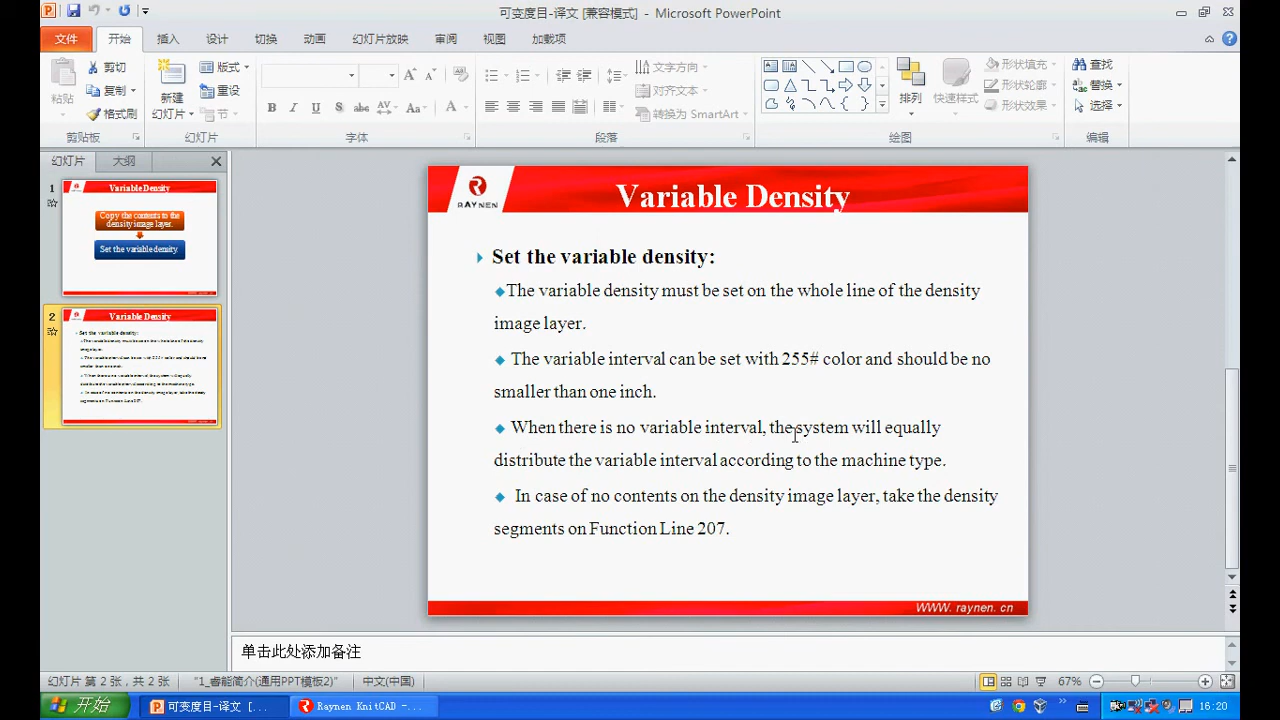 可变度目-译文 [兼容模式] - Microsoft PowerPoint
文件 开始 插入 设计 切换 动画 幻灯片放映 审阅 视图 加载项
粘贴 剪切 复制 格式刷
剪贴板
新建 幻灯片 版式 重设 节
幻灯片
B I U S abc AV Aa A
字体
文字方向 对齐文本 转换为 SmartArt
段落
排列 快速样式 形状填充 形状轮廓 形状效果
绘图
查找 替换 选择
编辑
幻灯片 大纲
1
Variable Density
Copy the contents to the
density image layer.
Set the variable density.
2
Variable Density
Set the variable density:
RAYNEN
Variable Density
Set the variable density:
The variable density must be set on the whole line of the density
image layer.
The variable interval can be set with 255# color and should be no
smaller than one inch.
When there is no variable interval, the system will equally
distribute the variable interval according to the machine type.
In case of no contents on the density image layer, take the density
segments on Function Line 207.
WWW. raynen. cn
单击此处添加备注
幻灯片 第 2 张, 共 2 张 "1_睿能简介(通用PPT模板2)" 中文(中国) 67%
开始 可变度目-译文 [... Raynen KnitCAD -... 16:20